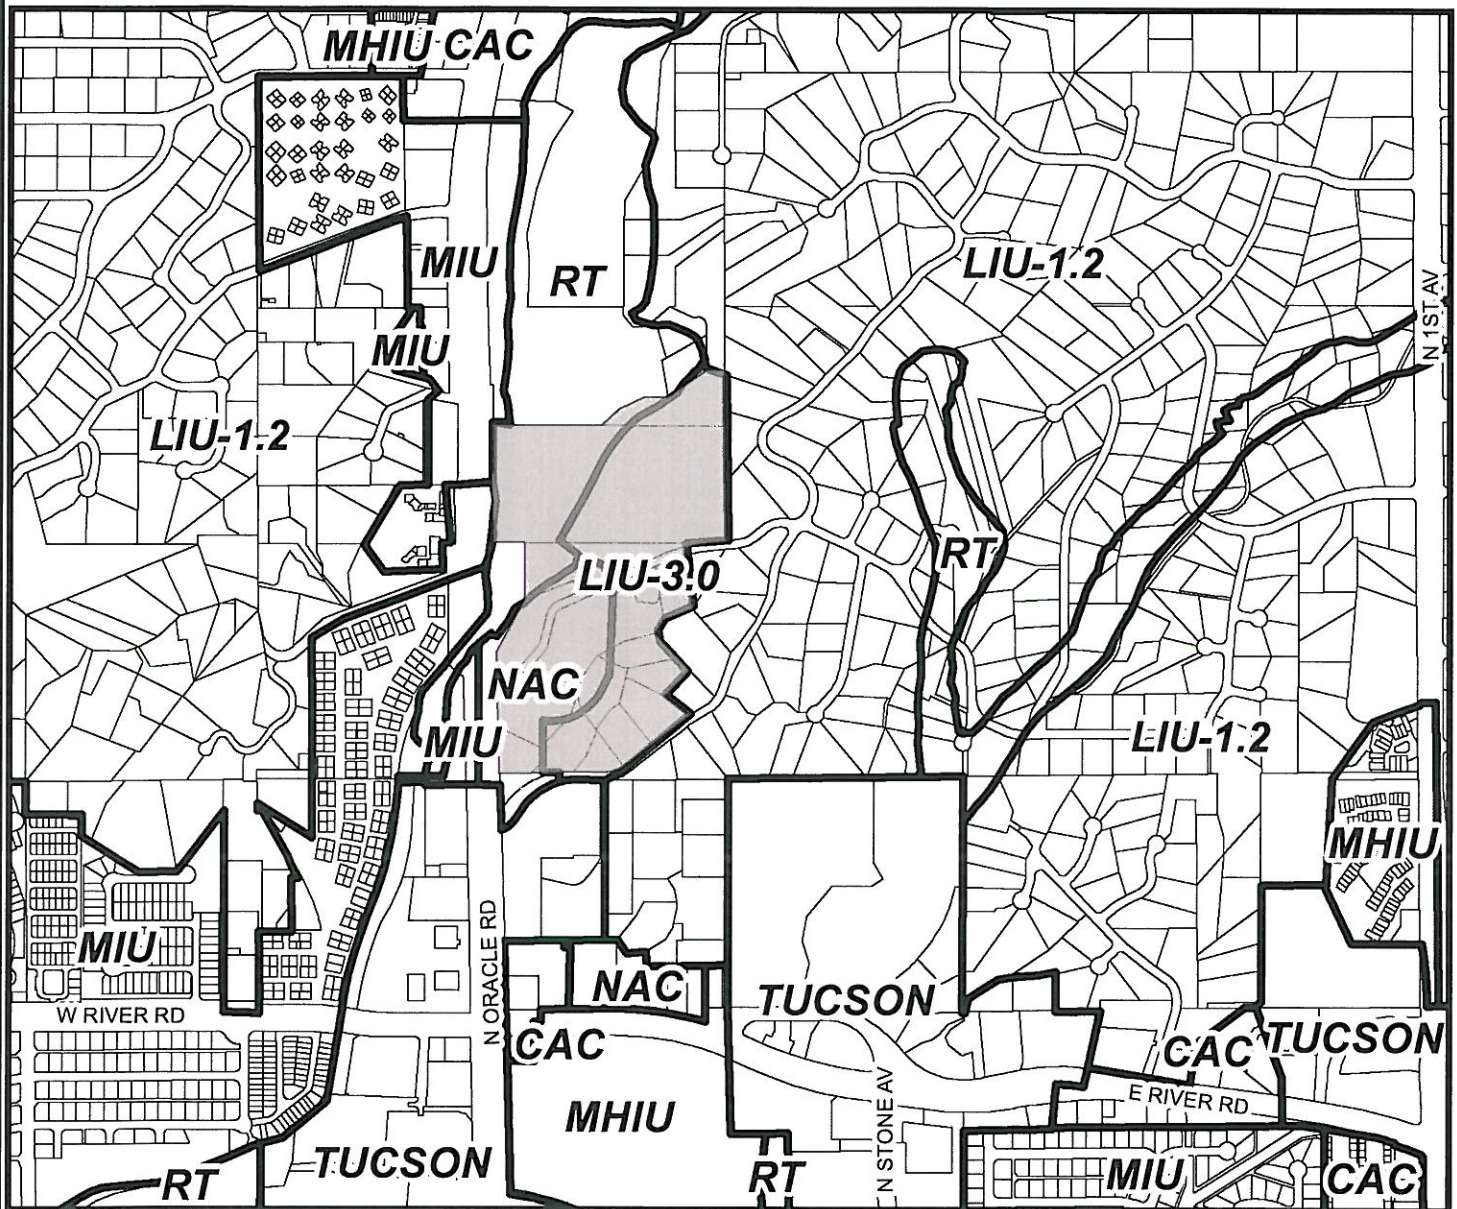 MHIU CAC
MIU
RT
LIU-1.2
N 1ST AV
MIU
LIU-1.2
RT
LIU-3.0
NAC
MIU
LIU-1.2
MHIU
MIU
N ORACLE RD
NAC
TUCSON
W RIVER RD
CAC
CAC
TUCSON
E RIVER RD
MHIU
N STONE AV
TUCSON
RT
RT
MIU
CAC